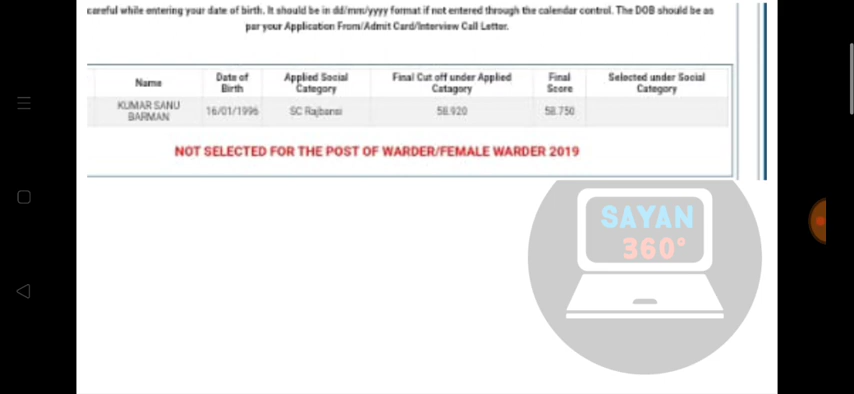 careful while entering your date of birth. It should be in dd/mm/yyyy format if not entered through the calendar control. The DOB should be as
par your Application From/Admit Card/Interview Call Letter.
Name Date of Birth Applied Social Category Final Cut off under Applied Catagory Final Score Selected under Social Category
KUMAR SANU BARMAN 16/01/1996 SC Rajbansi 58.920 58.750
NOT SELECTED FOR THE POST OF WARDER/FEMALE WARDER 2019
SAYAN
360°